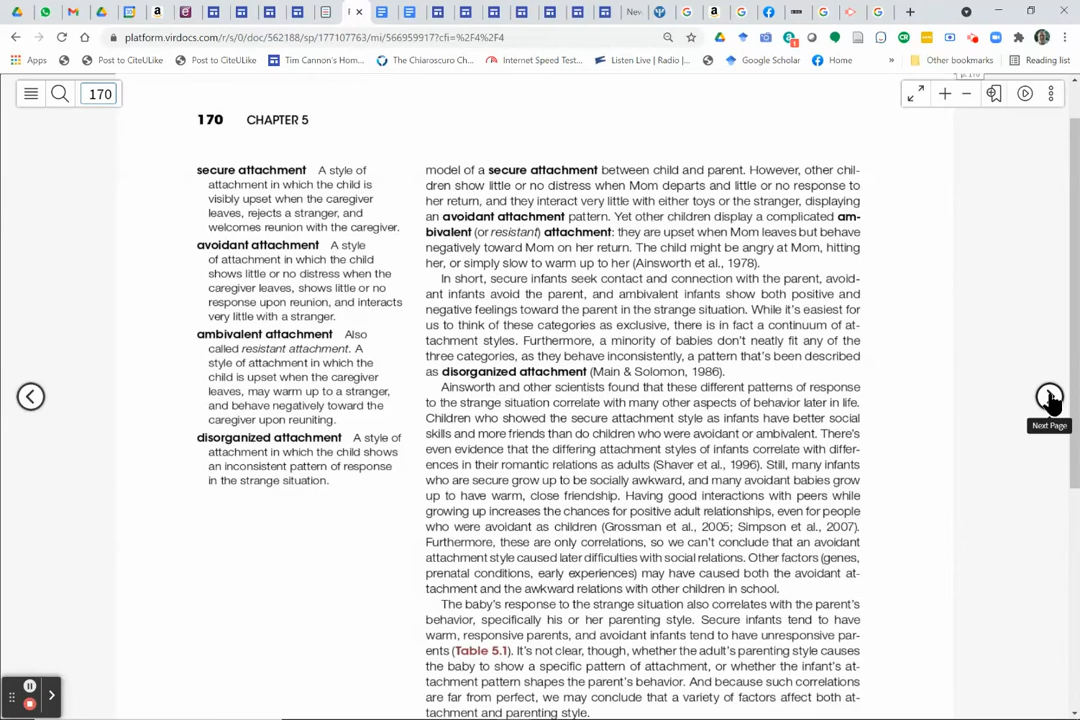 New
platform.virdocs.com/r/s/0/doc/562188/sp/177107763/mi/566959917?cfi=%2F4%2F4
Apps
Post to CiteULike
Post to CiteULike
Tim Cannon's Hom...
The Chiaroscuro Ch...
Internet Speed Test...
Listen Live | Radio |...
Google Scholar
Home
»
Other bookmarks
Reading list
170
170 CHAPTER 5
secure attachment A style of
attachment in which the child is
visibly upset when the caregiver
leaves, rejects a stranger, and
welcomes reunion with the caregiver.
avoidant attachment A style
of attachment in which the child
shows little or no distress when the
caregiver leaves, shows little or no
response upon reunion, and interacts
very little with a stranger.
ambivalent attachment Also
called resistant attachment. A
style of attachment in which the
child is upset when the caregiver
leaves, may warm up to a stranger,
and behave negatively toward the
caregiver upon reuniting.
disorganized attachment A style of
attachment in which the child shows
an inconsistent pattern of response
in the strange situation.
model of a secure attachment between child and parent. However, other chil-
dren show little or no distress when Mom departs and little or no response to
her return, and they interact very little with either toys or the stranger, displaying
an avoidant attachment pattern. Yet other children display a complicated am-
bivalent (or resistant) attachment: they are upset when Mom leaves but behave
negatively toward Mom on her return. The child might be angry at Mom, hitting
her, or simply slow to warm up to her (Ainsworth et al., 1978).
In short, secure infants seek contact and connection with the parent, avoid-
ant infants avoid the parent, and ambivalent infants show both positive and
negative feelings toward the parent in the strange situation. While it's easiest for
us to think of these categories as exclusive, there is in fact a continuum of at-
tachment styles. Furthermore, a minority of babies don't neatly fit any of the
three categories, as they behave inconsistently, a pattern that's been described
as disorganized attachment (Main & Solomon, 1986).
Ainsworth and other scientists found that these different patterns of response
to the strange situation correlate with many other aspects of behavior later in life.
Children who showed the secure attachment style as infants have better social
skills and more friends than do children who were avoidant or ambivalent. There's
even evidence that the differing attachment styles of infants correlate with differ-
ences in their romantic relations as adults (Shaver et al., 1996). Still, many infants
who are secure grow up to be socially awkward, and many avoidant babies grow
up to have warm, close friendship. Having good interactions with peers while
growing up increases the chances for positive adult relationships, even for people
who were avoidant as children (Grossman et al., 2005; Simpson et al., 2007).
Furthermore, these are only correlations, so we can't conclude that an avoidant
attachment style caused later difficulties with social relations. Other factors (genes,
prenatal conditions, early experiences) may have caused both the avoidant at-
tachment and the awkward relations with other children in school.
The baby's response to the strange situation also correlates with the parent's
behavior, specifically his or her parenting style. Secure infants tend to have
warm, responsive parents, and avoidant infants tend to have unresponsive par-
ents (Table 5.1). It's not clear, though, whether the adult's parenting style causes
the baby to show a specific pattern of attachment, or whether the infant's at-
tachment pattern shapes the parent's behavior. And because such correlations
are far from perfect, we may conclude that a variety of factors affect both at-
tachment and parenting style.
Next Page